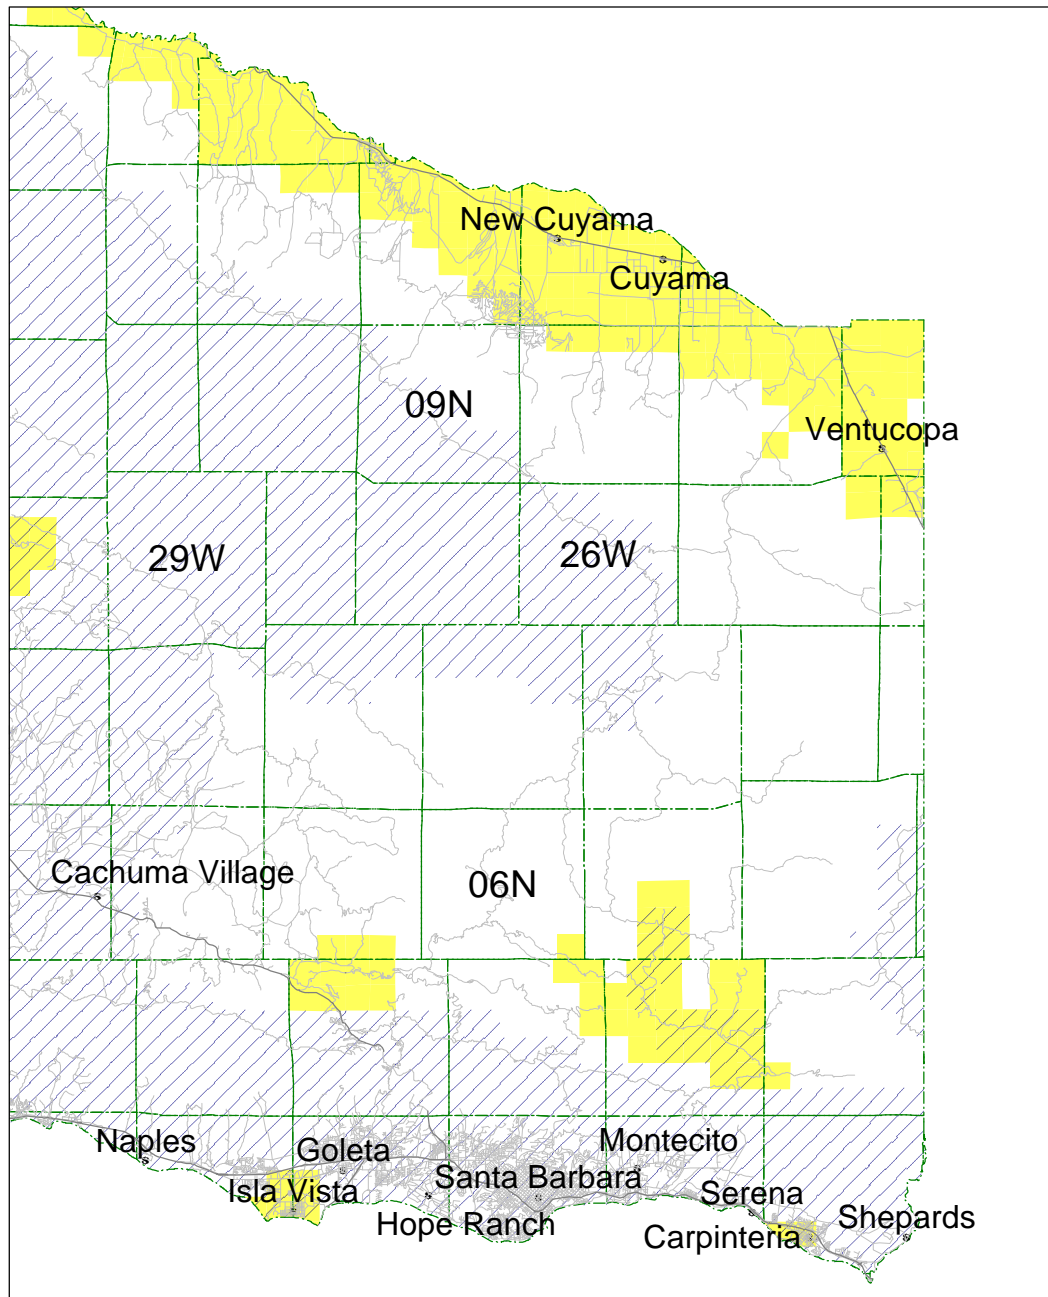 New Cuyama
Cuyama
09N
Ventucopa
29W
26W
Cachuma Village
06N
Naples
Goleta
Montecito
Isla Vista
Santa Barbara
Serena
Hope Ranch
Carpinteria
Shepards